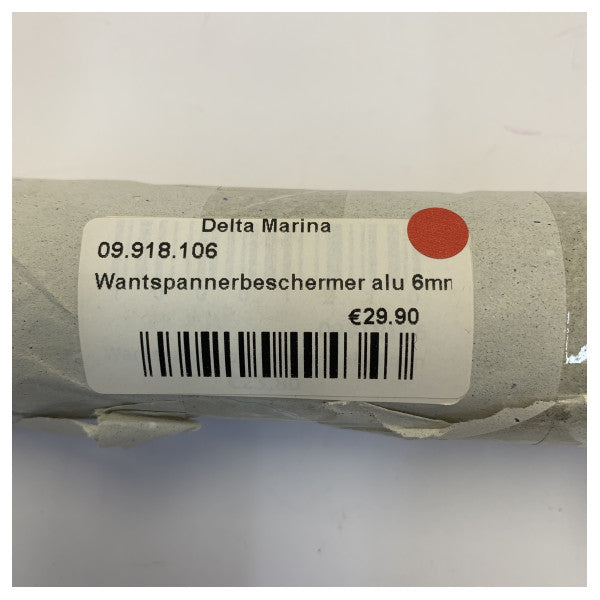 Delta Marina
09.918.106
Wantspannerbeschermer alu 6mm
€29.90